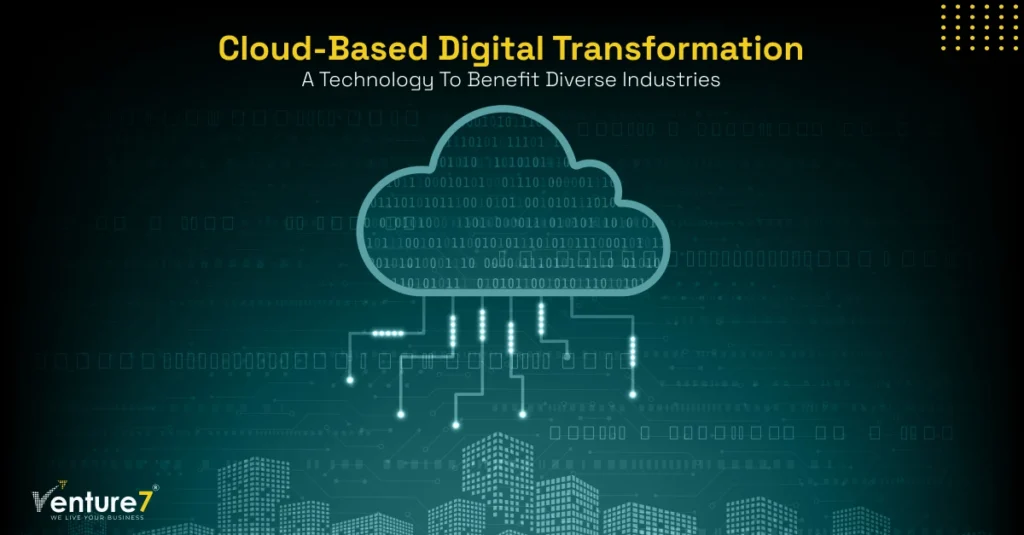 Cloud-Based Digital Transformation
A Technology To Benefit Diverse Industries
Venture7®
WE LIVE YOUR BUSINESS